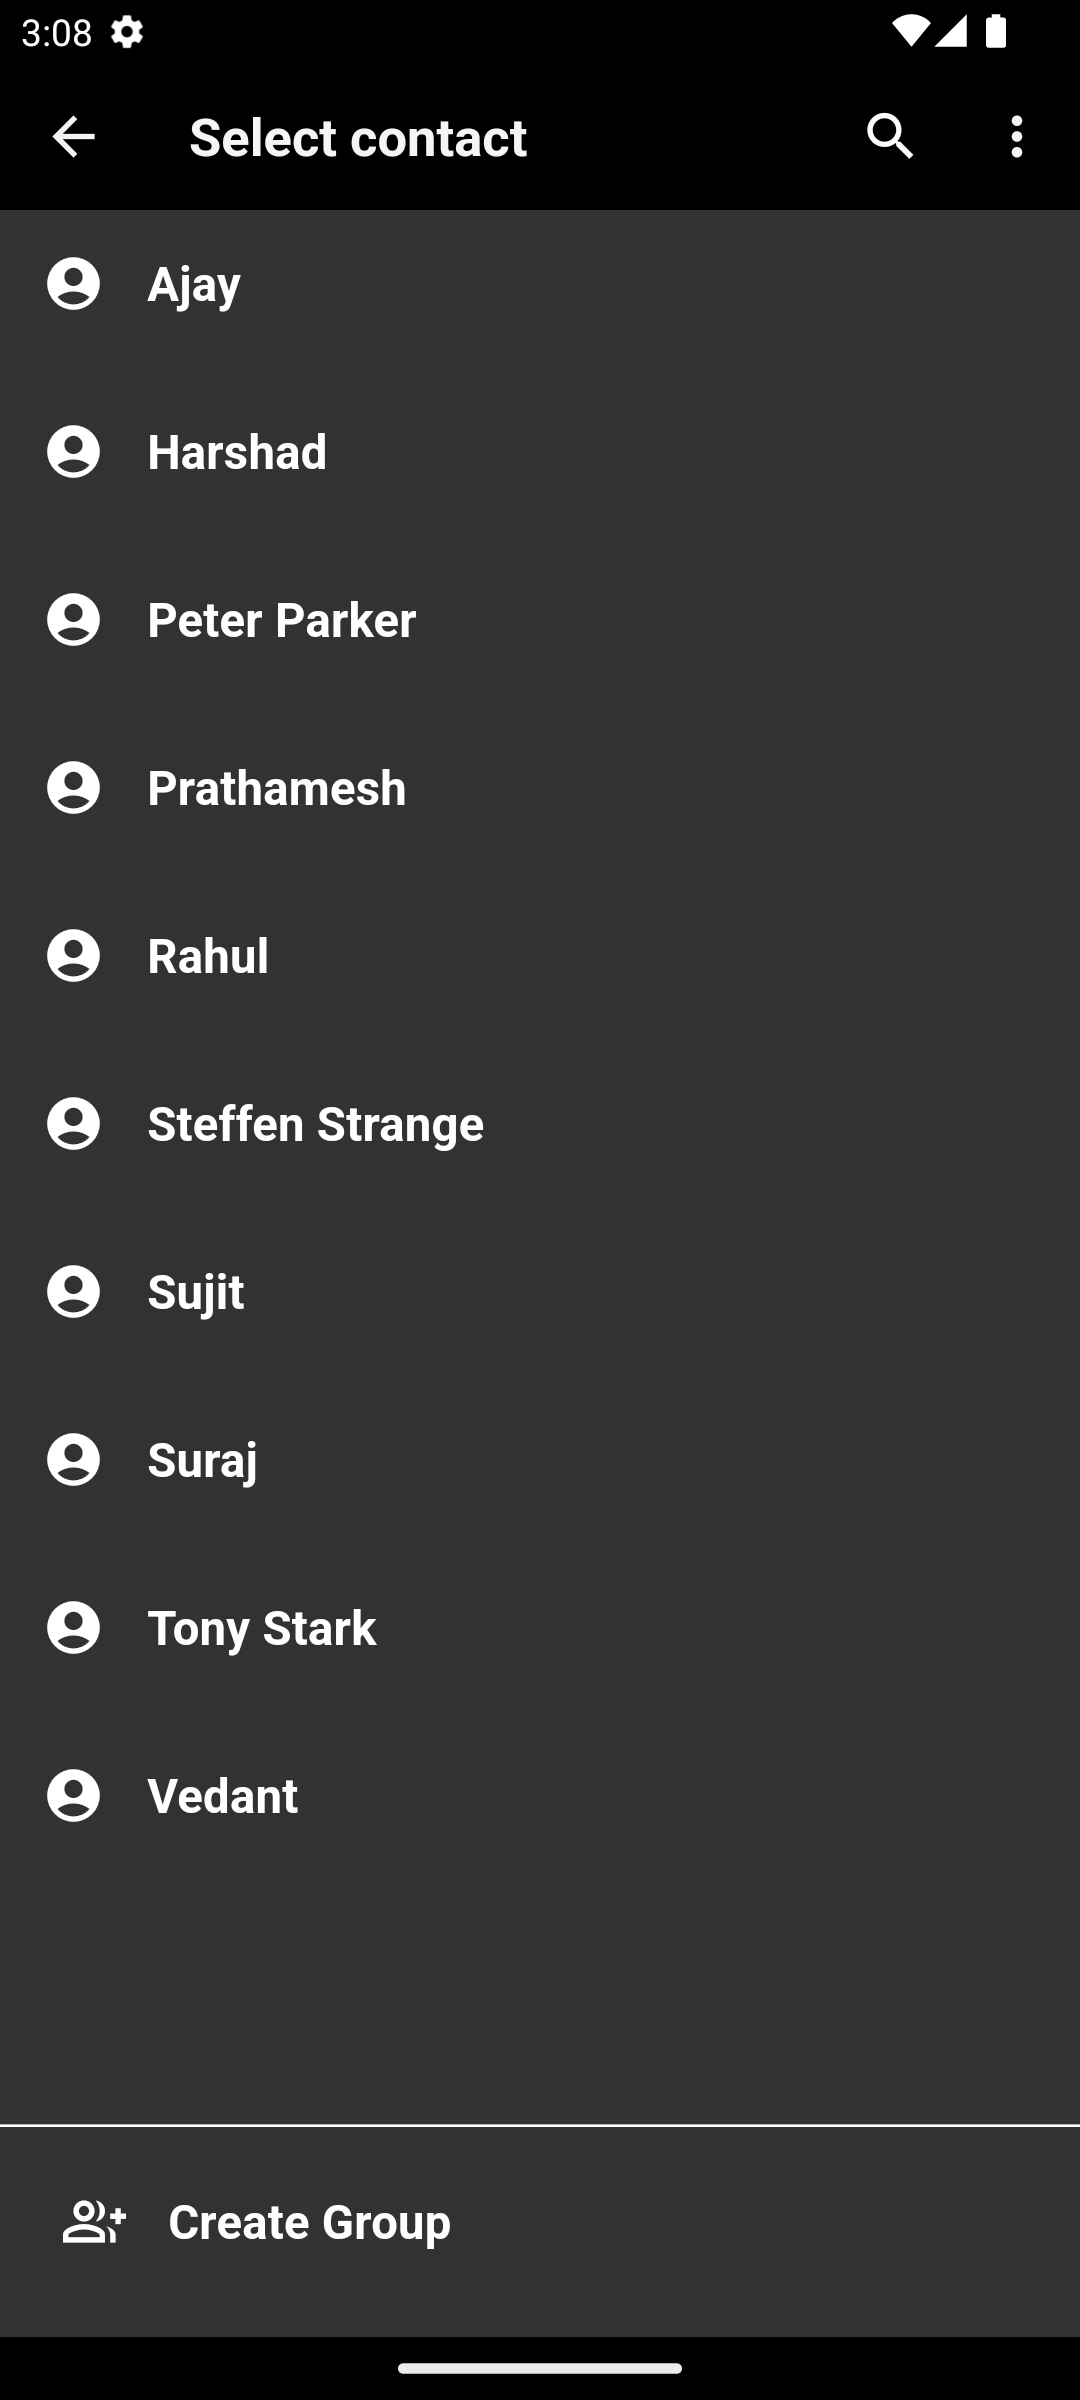 3:08
Select contact
Ajay
Harshad
Peter Parker
Prathamesh
Rahul
Steffen Strange
Sujit
Suraj
Tony Stark
Vedant
Create Group